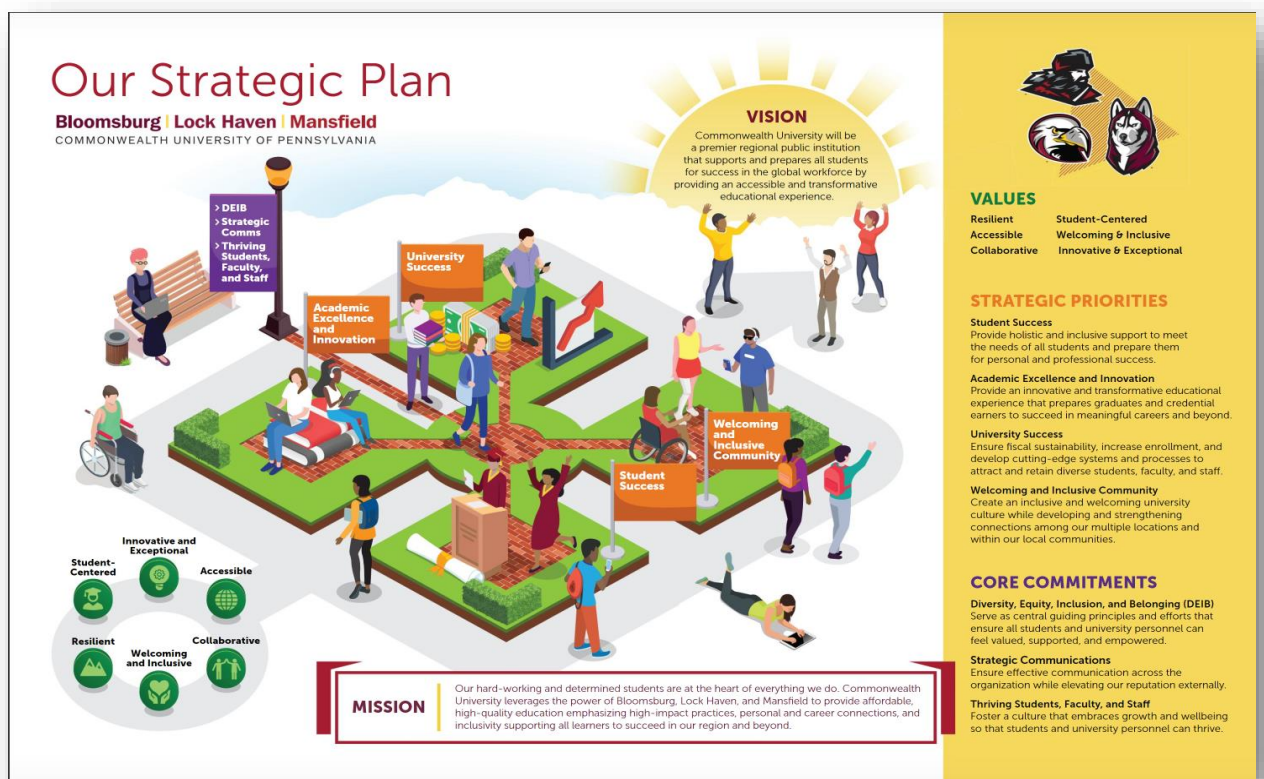 Our Strategic Plan
Bloomsburg | Lock Haven | Mansfield
COMMONWEALTH UNIVERSITY OF PENNSYLVANIA
VISION
Commonwealth University will be
a premier regional public institution
that supports and prepares all students
for success in the global workforce by
providing an accessible and transformative
educational experience.
> DEIB
> Strategic
Comms
> Thriving
Students,
Faculty,
and Staff
University
Success
Academic
Excellence
and
Innovation
Welcoming
and
Inclusive
Community
Student
Success
Innovative and
Exceptional
Student-
Centered
Accessible
Resilient
Welcoming
and Inclusive
Collaborative
MISSION
Our hard-working and determined students are at the heart of everything we do. Commonwealth
University leverages the power of Bloomsburg, Lock Haven, and Mansfield to provide affordable,
high-quality education emphasizing high-impact practices, personal and career connections, and
inclusivity supporting all learners to succeed in our region and beyond.
VALUES
Resilient Student-Centered
Accessible Welcoming & Inclusive
Collaborative Innovative & Exceptional
STRATEGIC PRIORITIES
Student Success
Provide holistic and inclusive support to meet
the needs of all students and prepare them
for personal and professional success.
Academic Excellence and Innovation
Provide an innovative and transformative educational
experience that prepares graduates and credential
earners to succeed in meaningful careers and beyond.
University Success
Ensure fiscal sustainability, increase enrollment, and
develop cutting-edge systems and processes to
attract and retain diverse students, faculty, and staff.
Welcoming and Inclusive Community
Create an inclusive and welcoming university
culture while developing and strengthening
connections among our multiple locations and
within our local communities.
CORE COMMITMENTS
Diversity, Equity, Inclusion, and Belonging (DEIB)
Serve as central guiding principles and efforts that
ensure all students and university personnel can
feel valued, supported, and empowered.
Strategic Communications
Ensure effective communication across the
organization while elevating our reputation externally.
Thriving Students, Faculty, and Staff
Foster a culture that embraces growth and wellbeing
so that students and university personnel can thrive.